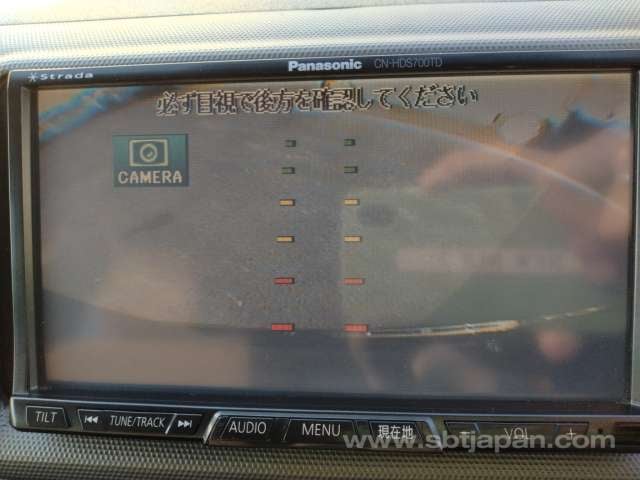 Panasonic CN-HDS700TD
Strada
必ず目視で後方を確認してください
CAMERA
TILT TUNE/TRACK AUDIO MENU 現在地 VOL +
www.sbtjapan.com